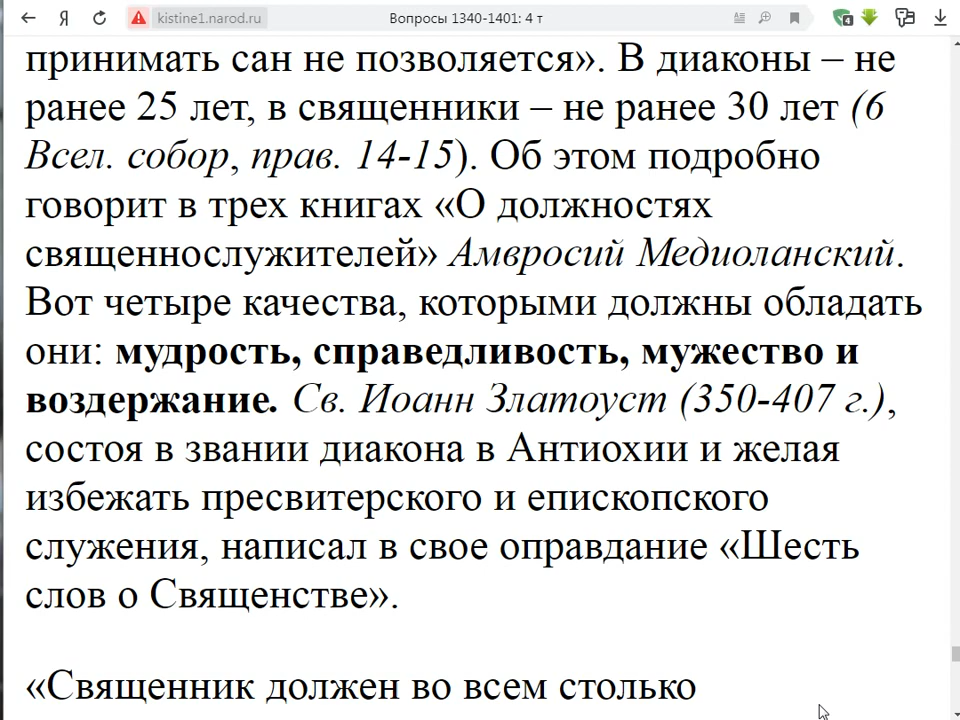 kistine1.narod.ru
Вопросы 1340-1401: 4 т
4
принимать сан не позволяется». В диаконы – не
ранее 25 лет, в священники – не ранее 30 лет (6
Всел. собор, прав. 14-15). Об этом подробно
говорит в трех книгах «О должностях
священнослужителей» Амвросий Медиоланский.
Вот четыре качества, которыми должны обладать
они: мудрость, справедливость, мужество и
воздержание. Св. Иоанн Златоуст (350-407 г.),
состоя в звании диакона в Антиохии и желая
избежать пресвитерского и епископского
служения, написал в свое оправдание «Шесть
слов о Священстве».
«Священник должен во всем столько